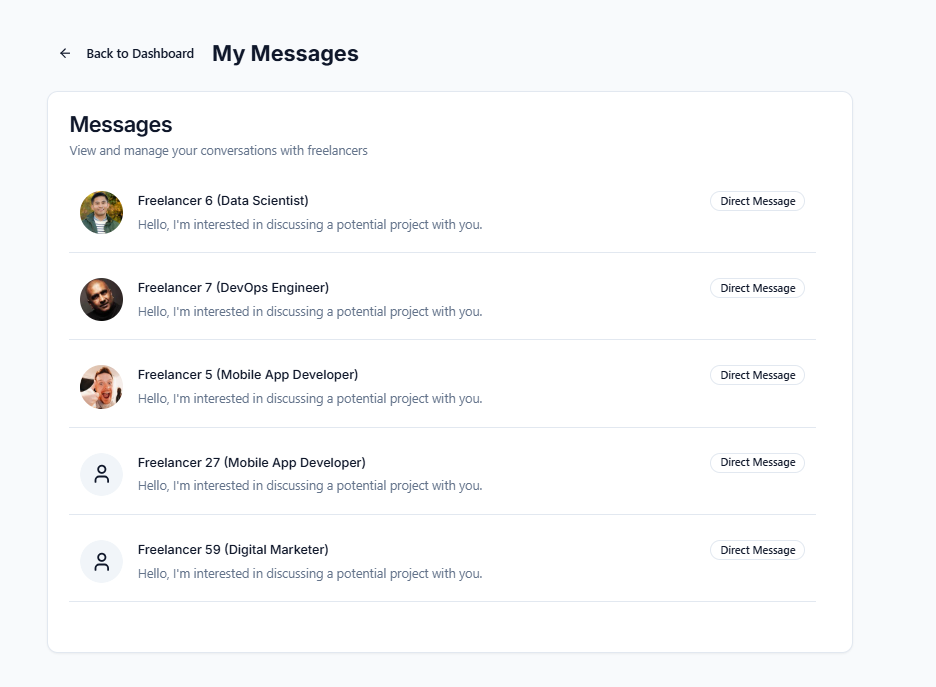 Back to Dashboard My Messages
Messages
View and manage your conversations with freelancers
Freelancer 6 (Data Scientist) Direct Message
Hello, I'm interested in discussing a potential project with you.
Freelancer 7 (DevOps Engineer) Direct Message
Hello, I'm interested in discussing a potential project with you.
Freelancer 5 (Mobile App Developer) Direct Message
Hello, I'm interested in discussing a potential project with you.
Freelancer 27 (Mobile App Developer) Direct Message
Hello, I'm interested in discussing a potential project with you.
Freelancer 59 (Digital Marketer) Direct Message
Hello, I'm interested in discussing a potential project with you.